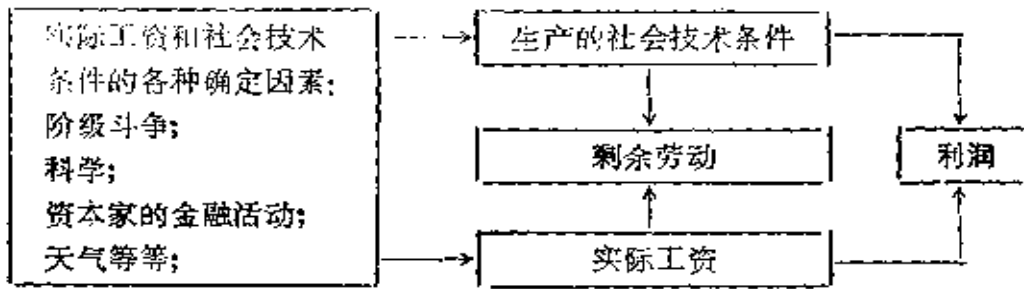 实际工资和社会技术
条件的各种确定因素:
阶级斗争;
科学;
资本家的金融活动;
天气等等;
生产的社会技术条件
剩余劳动
利润
实际工资